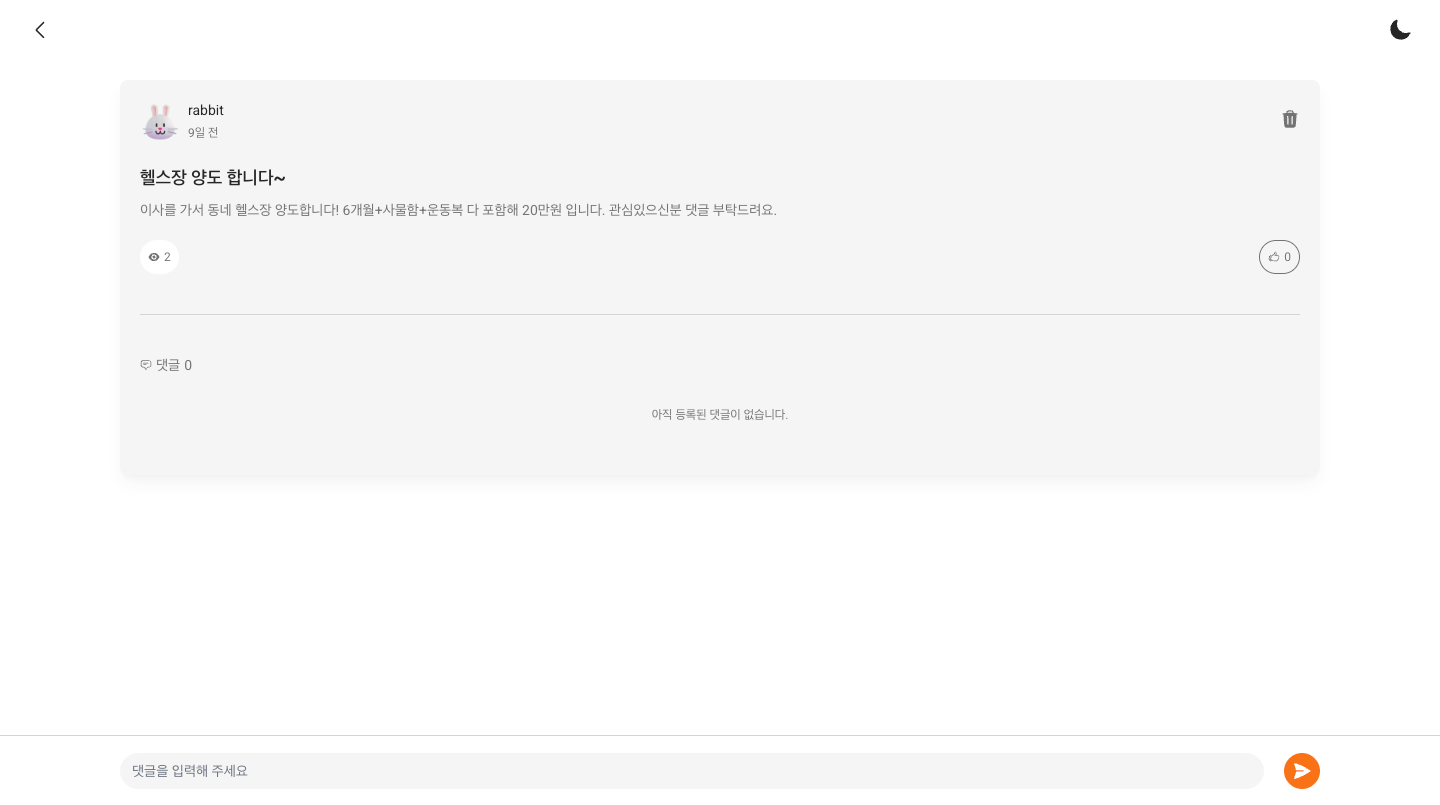 rabbit
9일 전
헬스장 양도 합니다~
이사를 가서 동네 헬스장 양도합니다! 6개월+사물함+운동복 다 포함해 20만원 입니다. 관심있으신분 댓글 부탁드려요.
2
0
댓글 0
아직 등록된 댓글이 없습니다.
댓글을 입력해 주세요